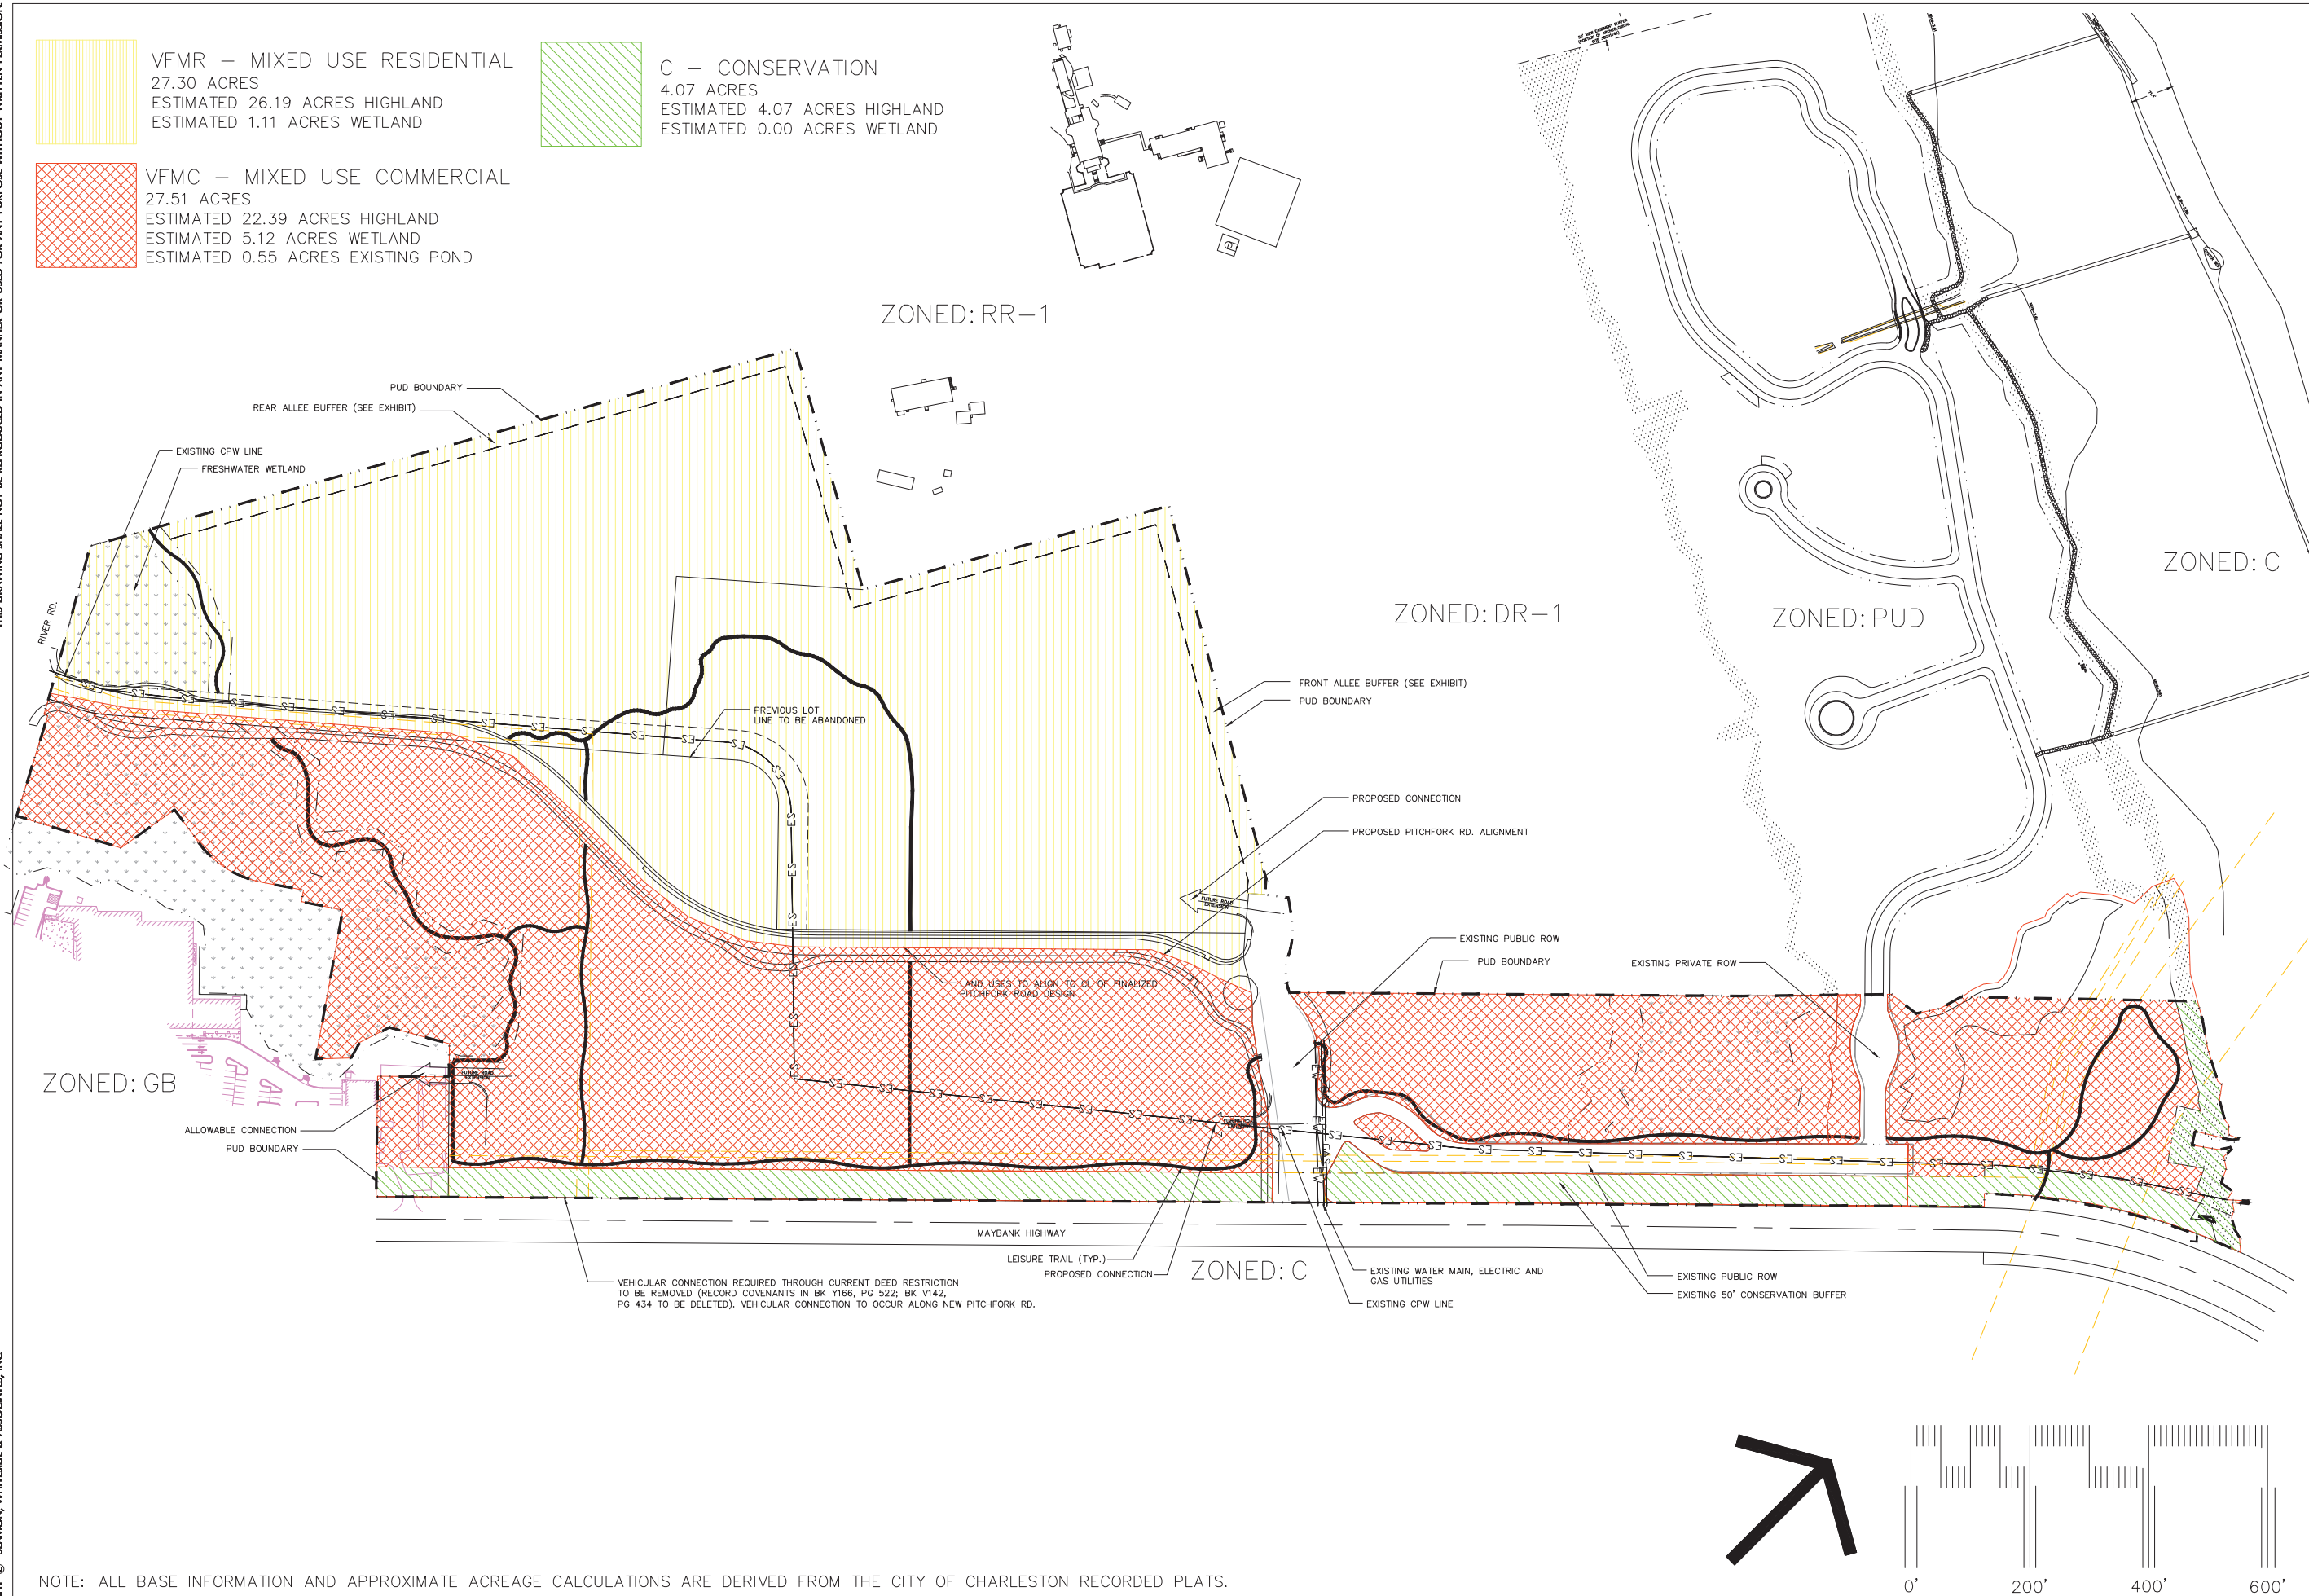 VFMR – MIXED USE RESIDENTIAL
27.30 ACRES
ESTIMATED 26.19 ACRES HIGHLAND
ESTIMATED 1.11 ACRES WETLAND
C – CONSERVATION
4.07 ACRES
ESTIMATED 4.07 ACRES HIGHLAND
ESTIMATED 0.00 ACRES WETLAND
VFMC – MIXED USE COMMERCIAL
27.51 ACRES
ESTIMATED 22.39 ACRES HIGHLAND
ESTIMATED 5.12 ACRES WETLAND
ESTIMATED 0.55 ACRES EXISTING POND
ZONED: RR–1
PUD BOUNDARY
REAR ALLEE BUFFER (SEE EXHIBIT)
EXISTING CPW LINE
FRESHWATER WETLAND
RIVER RD.
ZONED: C
ZONED: DR–1
ZONED: PUD
FRONT ALLEE BUFFER (SEE EXHIBIT)
PUD BOUNDARY
PREVIOUS LOT
LINE TO BE ABANDONED
PROPOSED CONNECTION
PROPOSED PITCHFORK RD. ALIGNMENT
FUTURE ROAD
EXTENSION
EXISTING PUBLIC ROW
PUD BOUNDARY
EXISTING PRIVATE ROW
LAND USES TO ALIGN TO CL OF FINALIZED
PITCHFORK ROAD DESIGN
ZONED: GB
FUTURE ROAD
EXTENSION
ALLOWABLE CONNECTION
PUD BOUNDARY
GAS
MAYBANK HIGHWAY
LEISURE TRAIL (TYP.)
PROPOSED CONNECTION
ZONED: C
VEHICULAR CONNECTION REQUIRED THROUGH CURRENT DEED RESTRICTION
TO BE REMOVED (RECORD COVENANTS IN BK Y166, PG 522; BK V142,
PG 434 TO BE DELETED). VEHICULAR CONNECTION TO OCCUR ALONG NEW PITCHFORK RD.
EXISTING WATER MAIN, ELECTRIC AND
GAS UTILITIES
EXISTING CPW LINE
EXISTING PUBLIC ROW
EXISTING 50' CONSERVATION BUFFER
0' 200' 400' 600'
NOTE: ALL BASE INFORMATION AND APPROXIMATE ACREAGE CALCULATIONS ARE DERIVED FROM THE CITY OF CHARLESTON RECORDED PLATS.